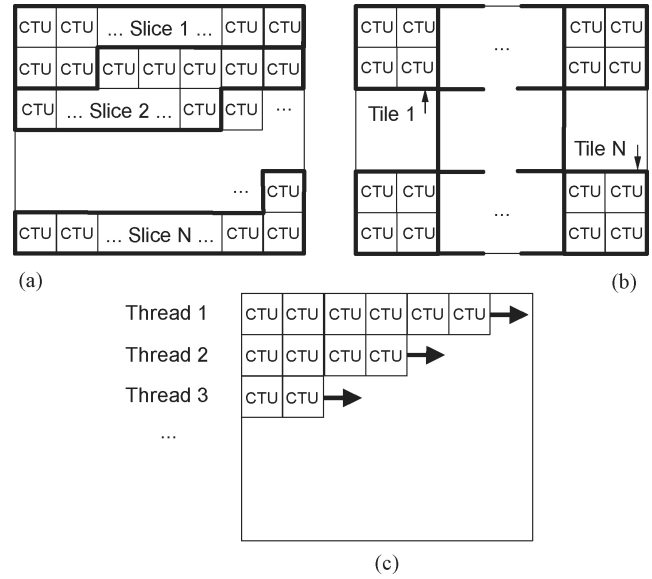 CTU CTU ... Slice 1 ... CTU CTU
CTU CTU CTU CTU CTU CTU CTU
CTU ... Slice 2 ... CTU CTU ...
... CTU
CTU CTU ... Slice N ... CTU CTU
(a)
CTU CTU ... CTU CTU
CTU CTU ... CTU CTU
Tile 1
Tile N
CTU CTU CTU CTU
CTU CTU ... CTU CTU
(b)
Thread 1 CTU CTU CTU CTU CTU CTU
Thread 2 CTU CTU CTU CTU
Thread 3 CTU CTU
...
(c)